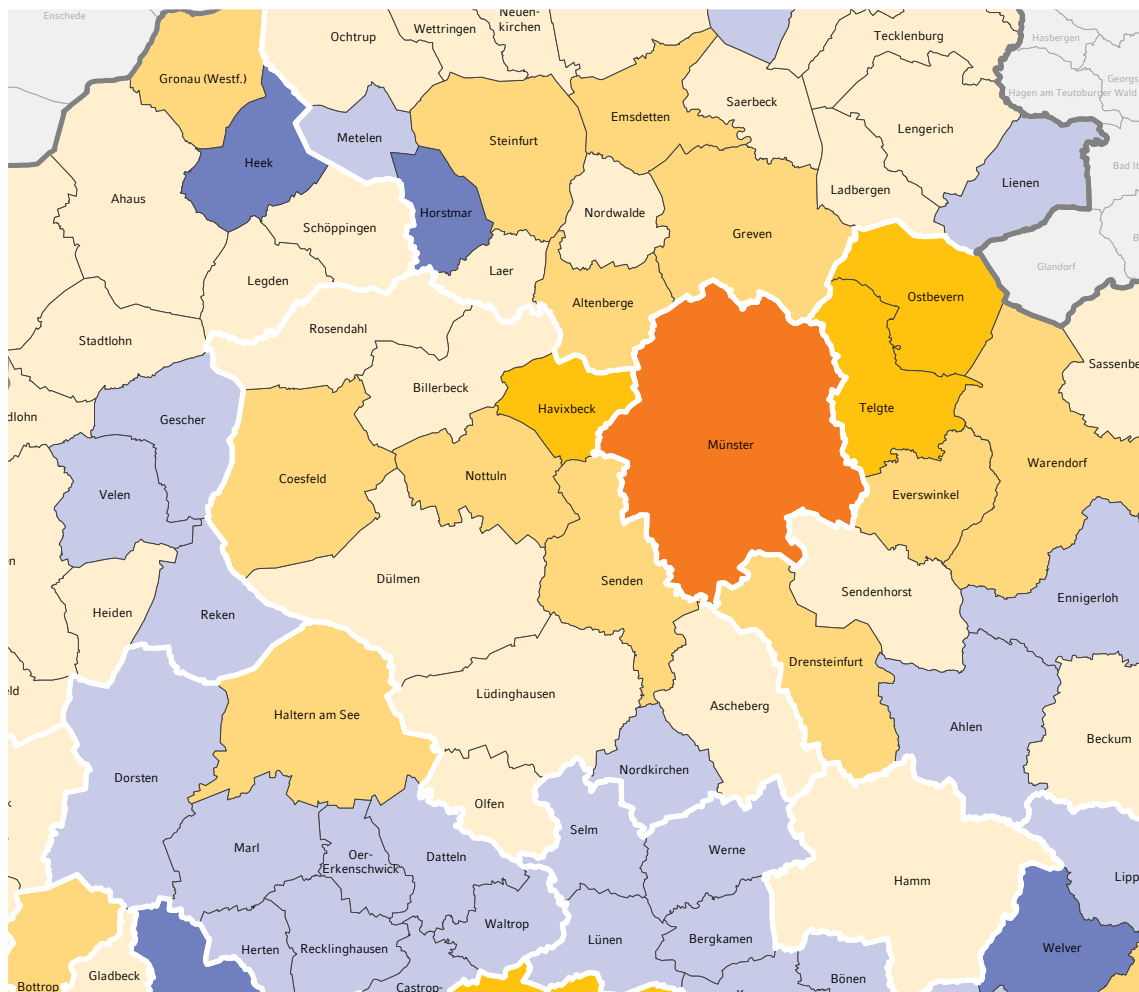 Enschede
Neuen-
kirchen
Ochtrup
Wettringen
Tecklenburg
Hasbergen
Gronau (Westf.)
Georgs
Hagen am Teutoburger Wald
Saerbeck
Emsdetten
Lengerich
Metelen
Steinfurt
Heek
Bad Ib
Lienen
Ladbergen
Ahaus
Horstmar
Nordwalde
Schöppingen
Greven
Glandorf
Laer
Legden
Ostbevern
Altenberge
Rosendahl
Stadtlohn
Sassenbe
Billerbeck
Havixbeck
Telgte
dlohn
Gescher
Münster
Warendorf
Coesfeld
Nottuln
Velen
Everswinkel
en
Dülmen
Senden
Sendenhorst
Ennigerloh
Heiden
Reken
Drensteinfurt
eld
Lüdinghausen
Ascheberg
Haltern am See
Ahlen
Beckum
Nordkirchen
Dorsten
Olfen
Selm
Marl
Oer-
Erkenschwick
Datteln
Werne
Hamm
Lipp
Waltrop
Lünen
Bergkamen
Herten
Recklinghausen
Welver
Gladbeck
Bönen
Bottrop
Castrop-